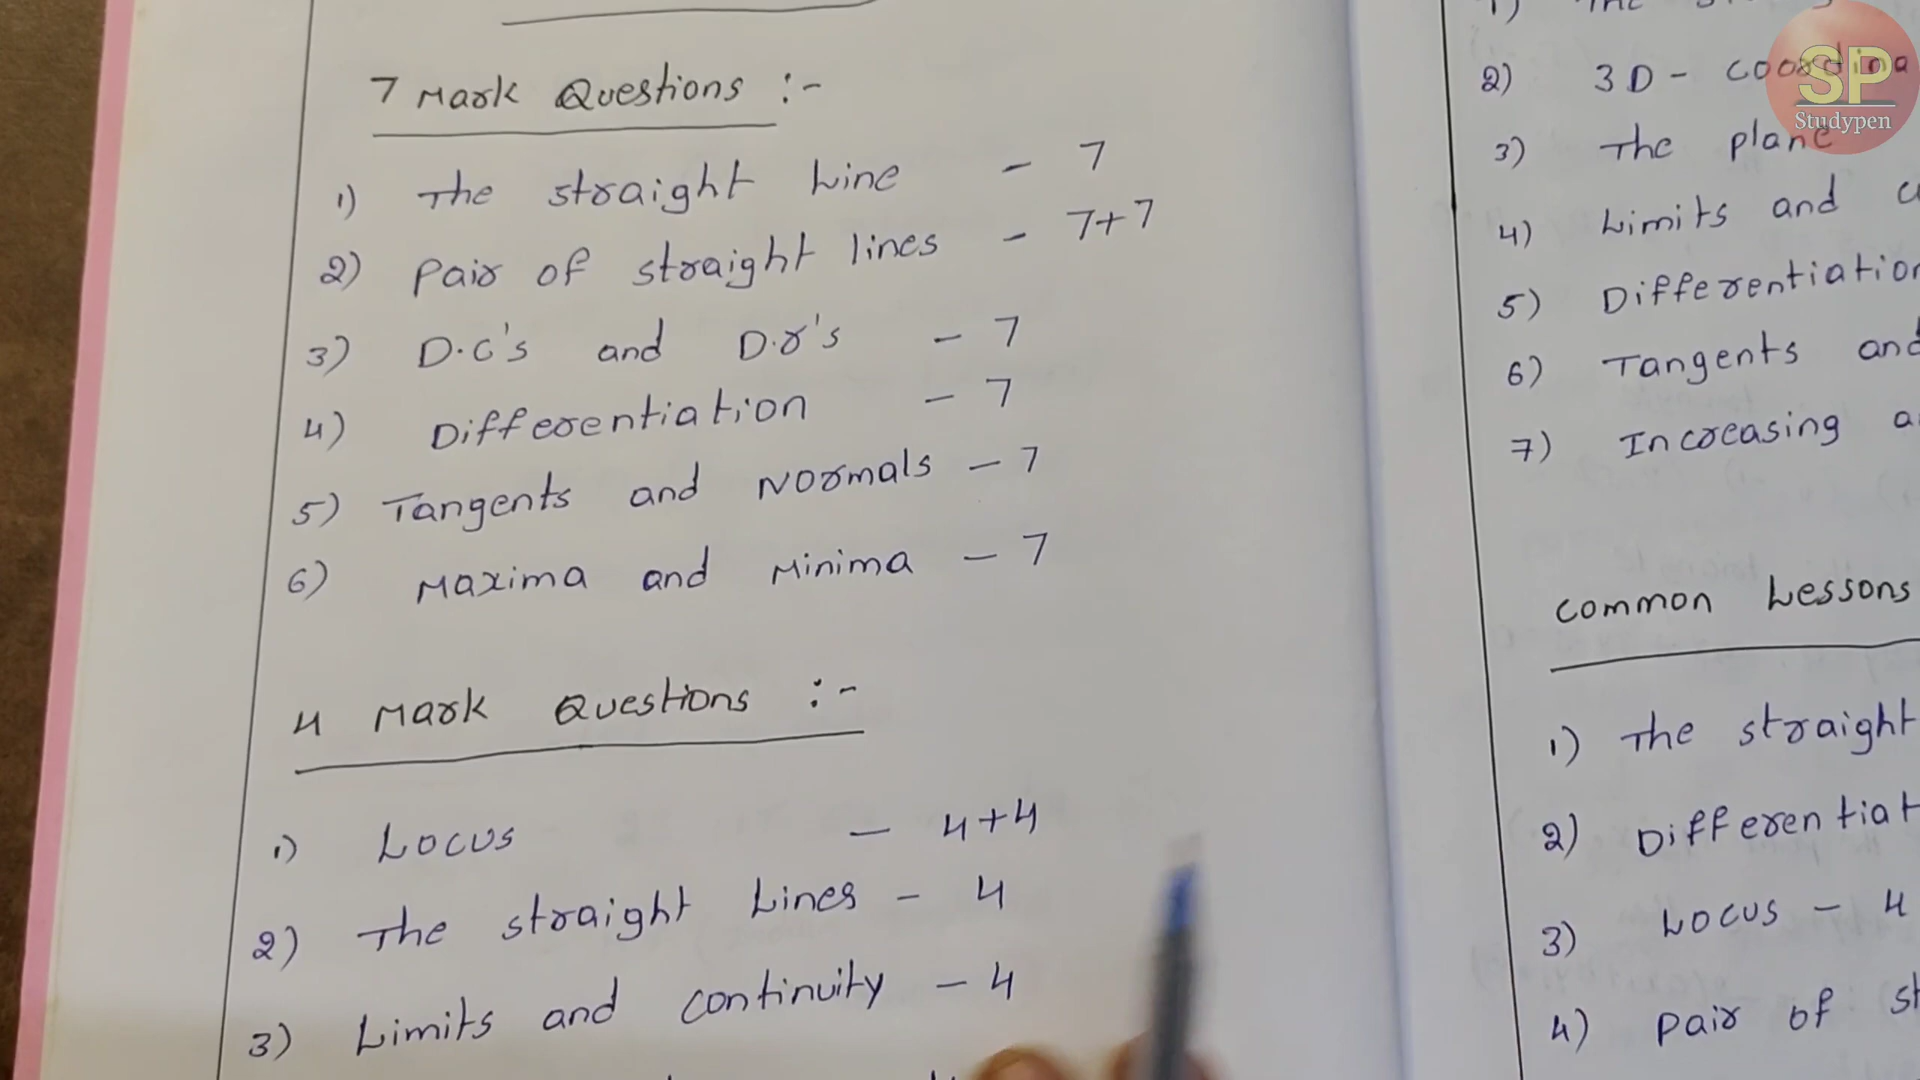 7 Mark Questions :-
1) The straight Line - 7
2) Pair of straight lines - 7+7
3) D.C's and D.r's - 7
4) Differentiation - 7
5) Tangents and Normals - 7
6) Maxima and Minima - 7
4 Mark Questions :-
1) Locus - 4+4
2) The straight Lines - 4
3) Limits and continuity - 4
2) 3D - coordina
3) The plane
4) Limits and
5) Differentiation
6) Tangents and
7) Increasing
Common Lessons
1) The straight
2) Differentiat
3) Locus - 4
4) Pair of st
SP
Studypen